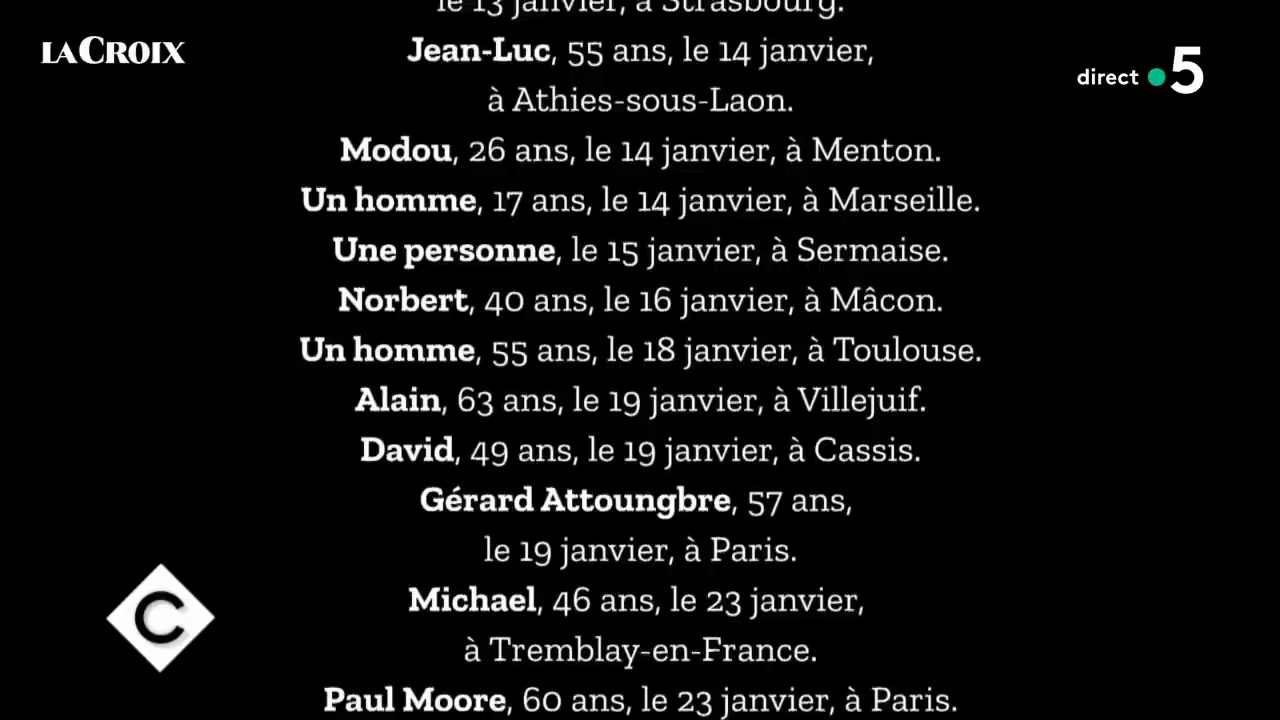 le 13 janvier, à Strasbourg.
LA CROIX
Jean-Luc, 55 ans, le 14 janvier,
direct 5
à Athies-sous-Laon.
Modou, 26 ans, le 14 janvier, à Menton.
Un homme, 17 ans, le 14 janvier, à Marseille.
Une personne, le 15 janvier, à Sermaise.
Norbert, 40 ans, le 16 janvier, à Mâcon.
Un homme, 55 ans, le 18 janvier, à Toulouse.
Alain, 63 ans, le 19 janvier, à Villejuif.
David, 49 ans, le 19 janvier, à Cassis.
Gérard Attoungbre, 57 ans,
le 19 janvier, à Paris.
Michael, 46 ans, le 23 janvier,
C
à Tremblay-en-France.
Paul Moore, 60 ans, le 23 janvier, à Paris.